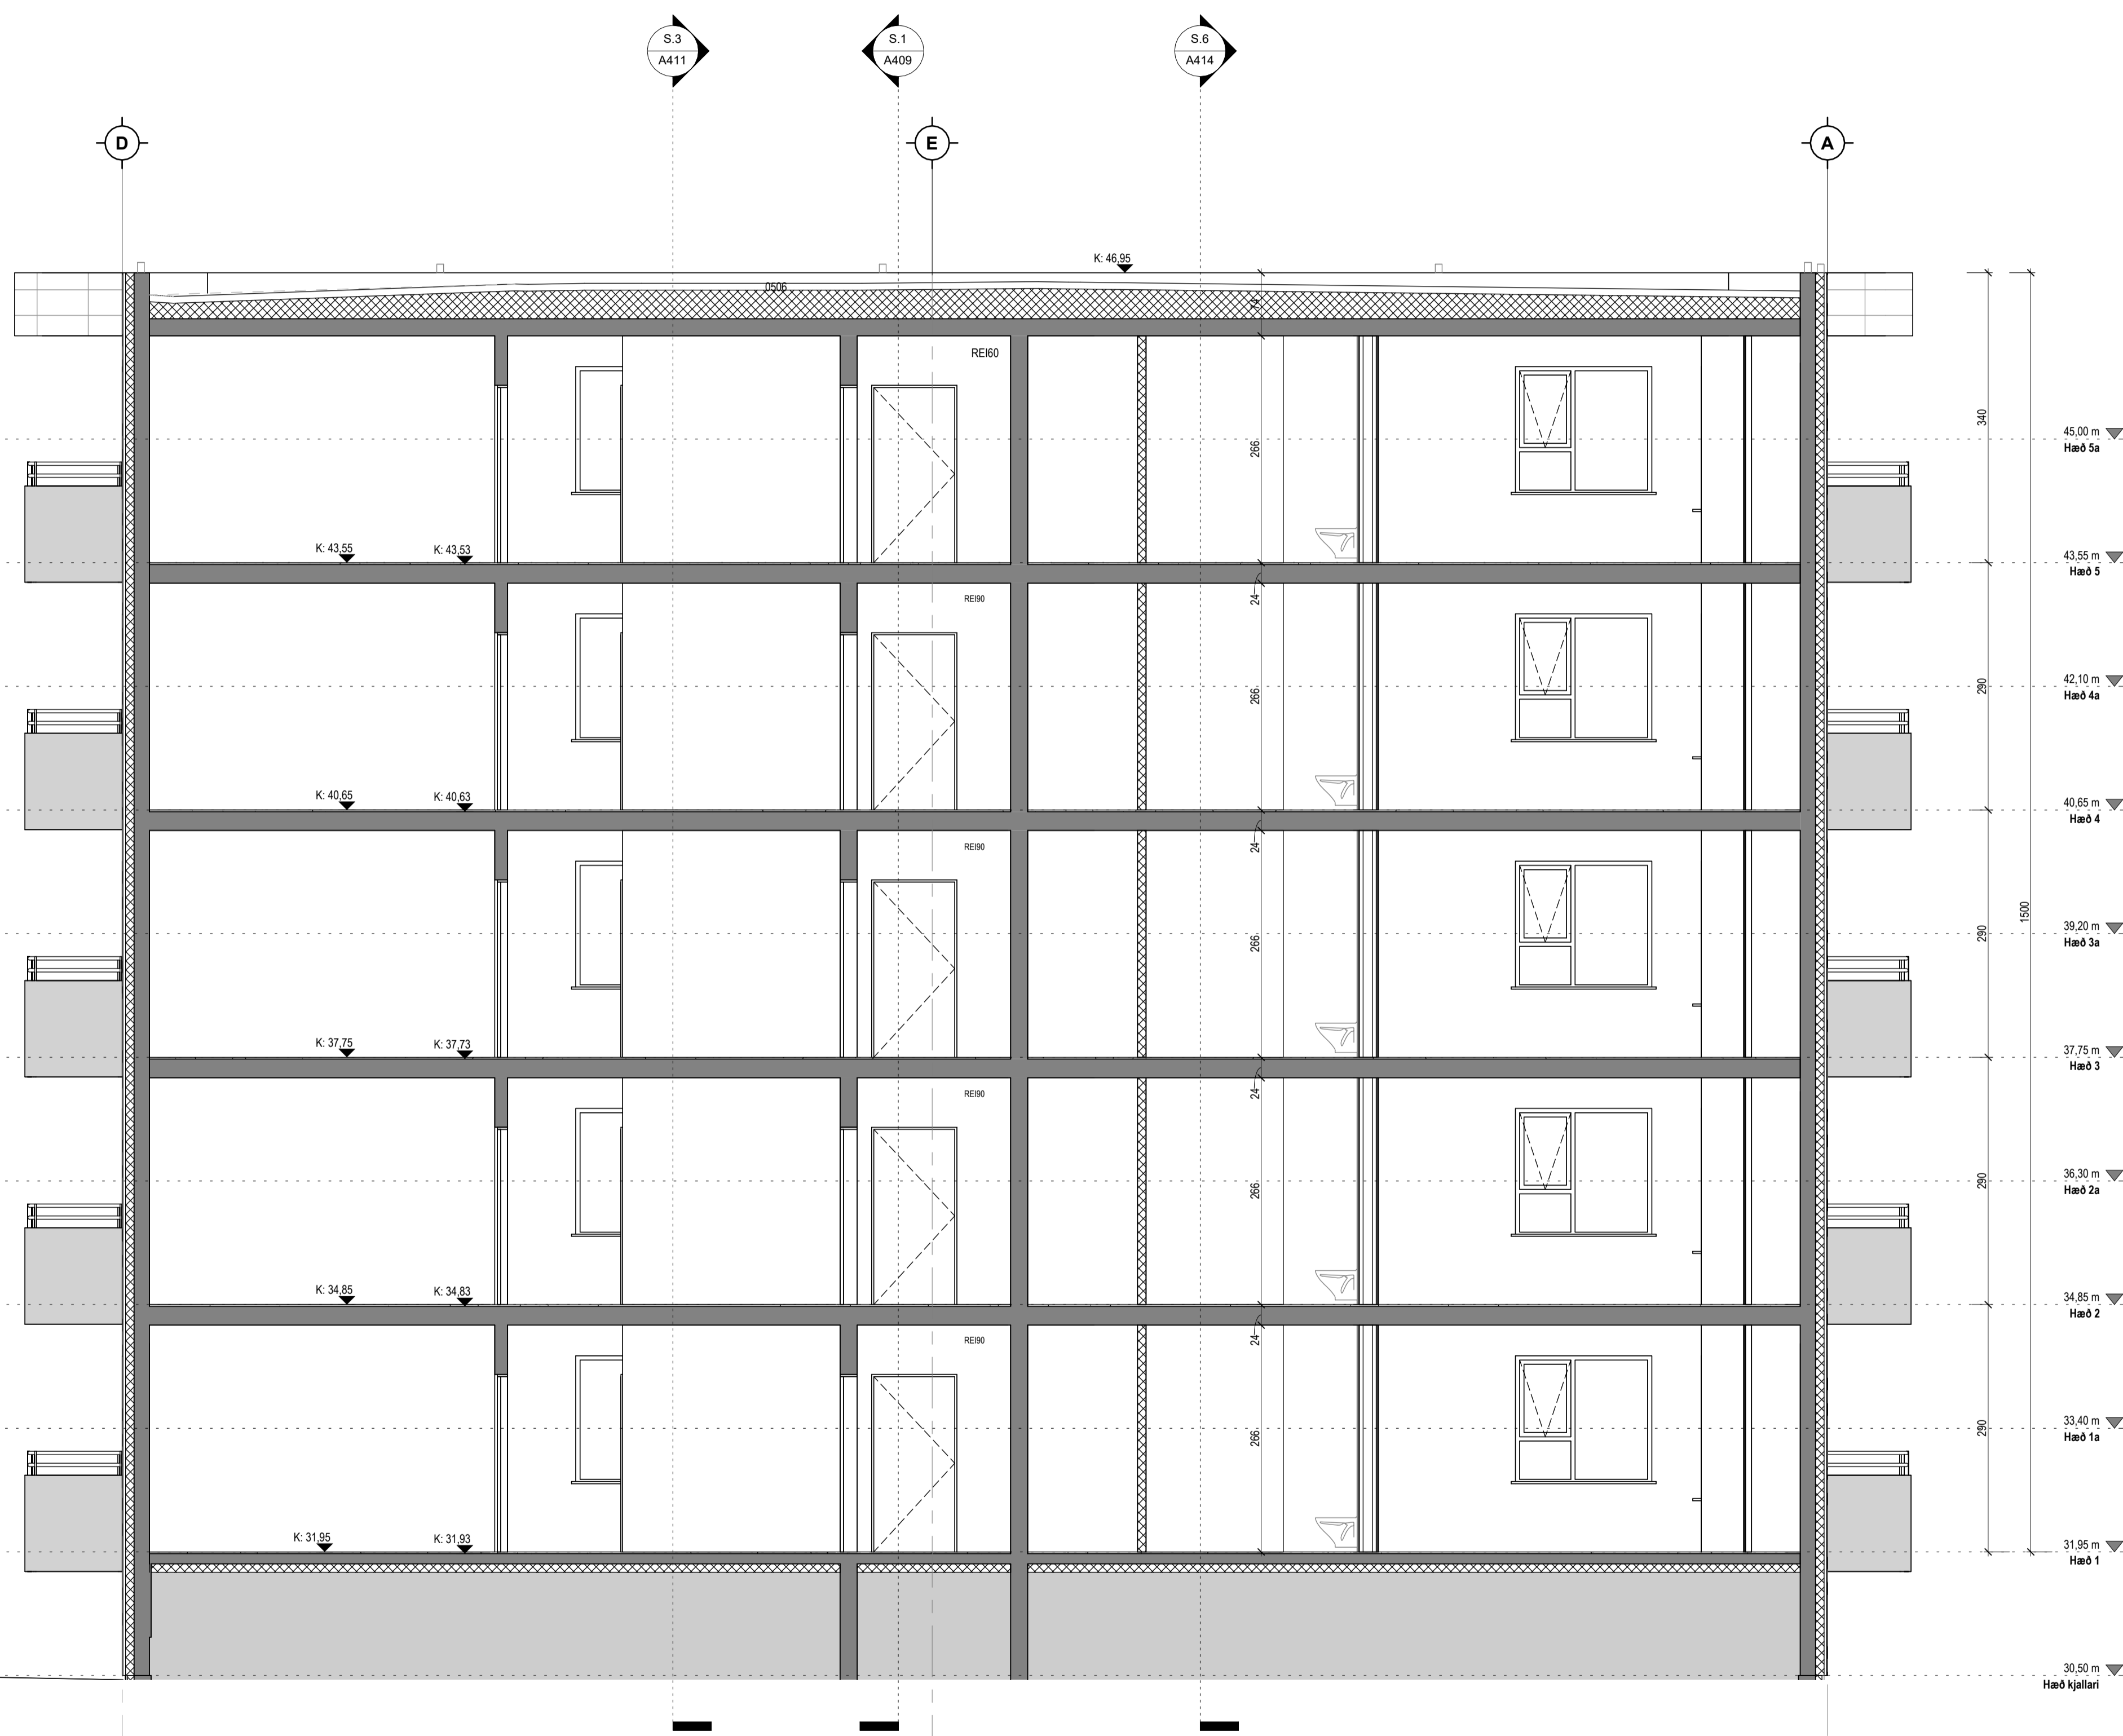 S.3
A411
S.1
A409
S.6
A414
D
E
A
K: 46,95
0506
74
REI60
266
340
45,00 m
Hæð 5a
K: 43,55
K: 43,53
43,55 m
Hæð 5
24
REI90
266
290
42,10 m
Hæð 4a
K: 40,65
K: 40,63
40,65 m
Hæð 4
24
REI90
266
290
1500
39,20 m
Hæð 3a
K: 37,75
K: 37,73
37,75 m
Hæð 3
24
REI90
266
290
36,30 m
Hæð 2a
K: 34,85
K: 34,83
34,85 m
Hæð 2
24
REI90
266
290
33,40 m
Hæð 1a
K: 31,95
K: 31,93
31,95 m
Hæð 1
30,50 m
Hæð kjallari